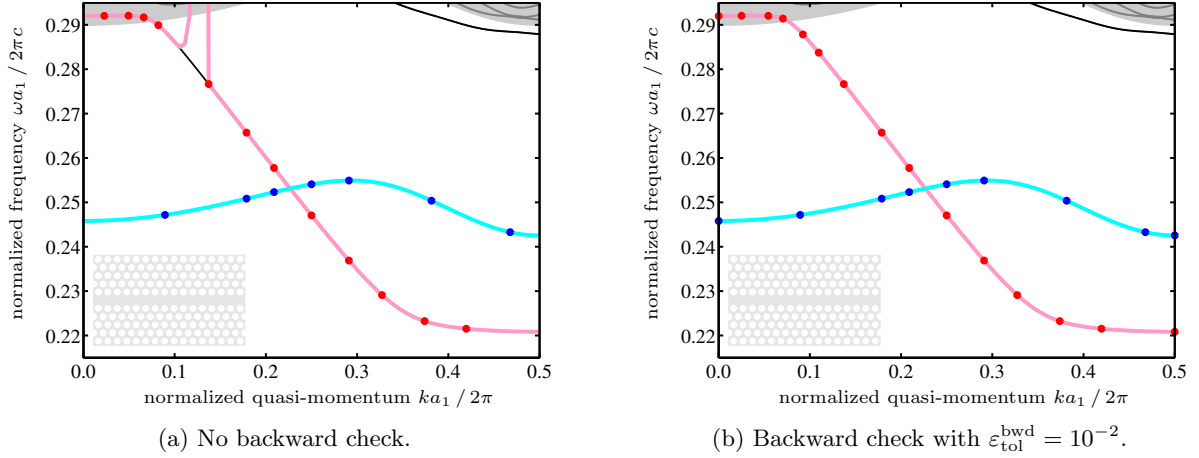 normalized frequency ωa₁ / 2πc
0.29
0.28
0.27
0.26
0.25
0.24
0.23
0.22
0.0 0.1 0.2 0.3 0.4 0.5
normalized quasi-momentum ka₁ / 2π
(a) No backward check.
normalized frequency ωa₁ / 2πc
0.29
0.28
0.27
0.26
0.25
0.24
0.23
0.22
0.0 0.1 0.2 0.3 0.4 0.5
normalized quasi-momentum ka₁ / 2π
(b) Backward check with ε_tol^bwd = 10⁻².